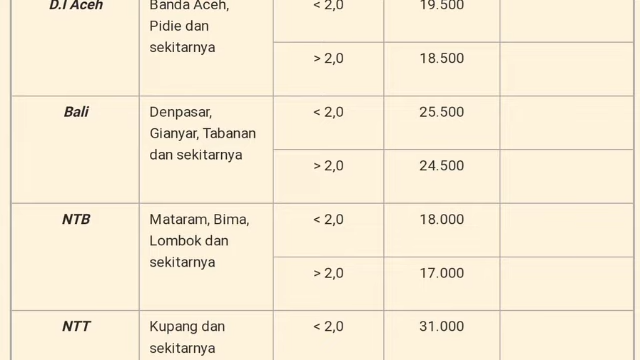 D.I Aceh
Banda Aceh,
Pidie dan
sekitarnya
< 2,0
19.500
> 2,0
18.500
Bali
Denpasar,
Gianyar, Tabanan
dan sekitarnya
< 2,0
25.500
> 2,0
24.500
NTB
Mataram, Bima,
Lombok dan
sekitarnya
< 2,0
18.000
> 2,0
17.000
NTT
Kupang dan
sekitarnya
< 2,0
31.000